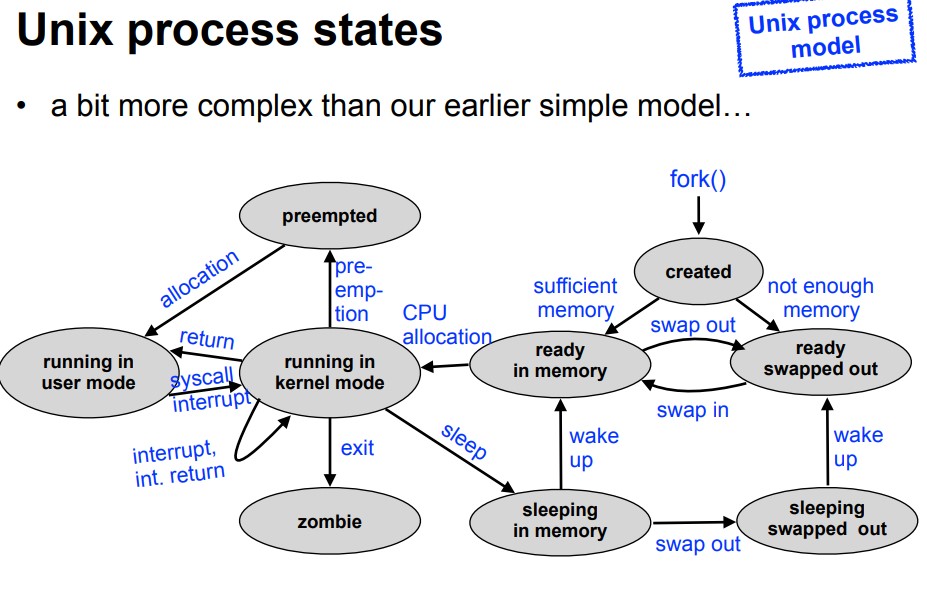 Unix process states
Unix process
model
• a bit more complex than our earlier simple model…
fork()
preempted
created
allocation
pre-
emp-
tion
sufficient
memory
not enough
memory
CPU
allocation
swap out
return
running in
user mode
syscall
interrupt
running in
kernel mode
ready
in memory
ready
swapped out
swap in
interrupt,
int. return
exit
sleep
wake
up
wake
up
zombie
sleeping
in memory
swap out
sleeping
swapped out